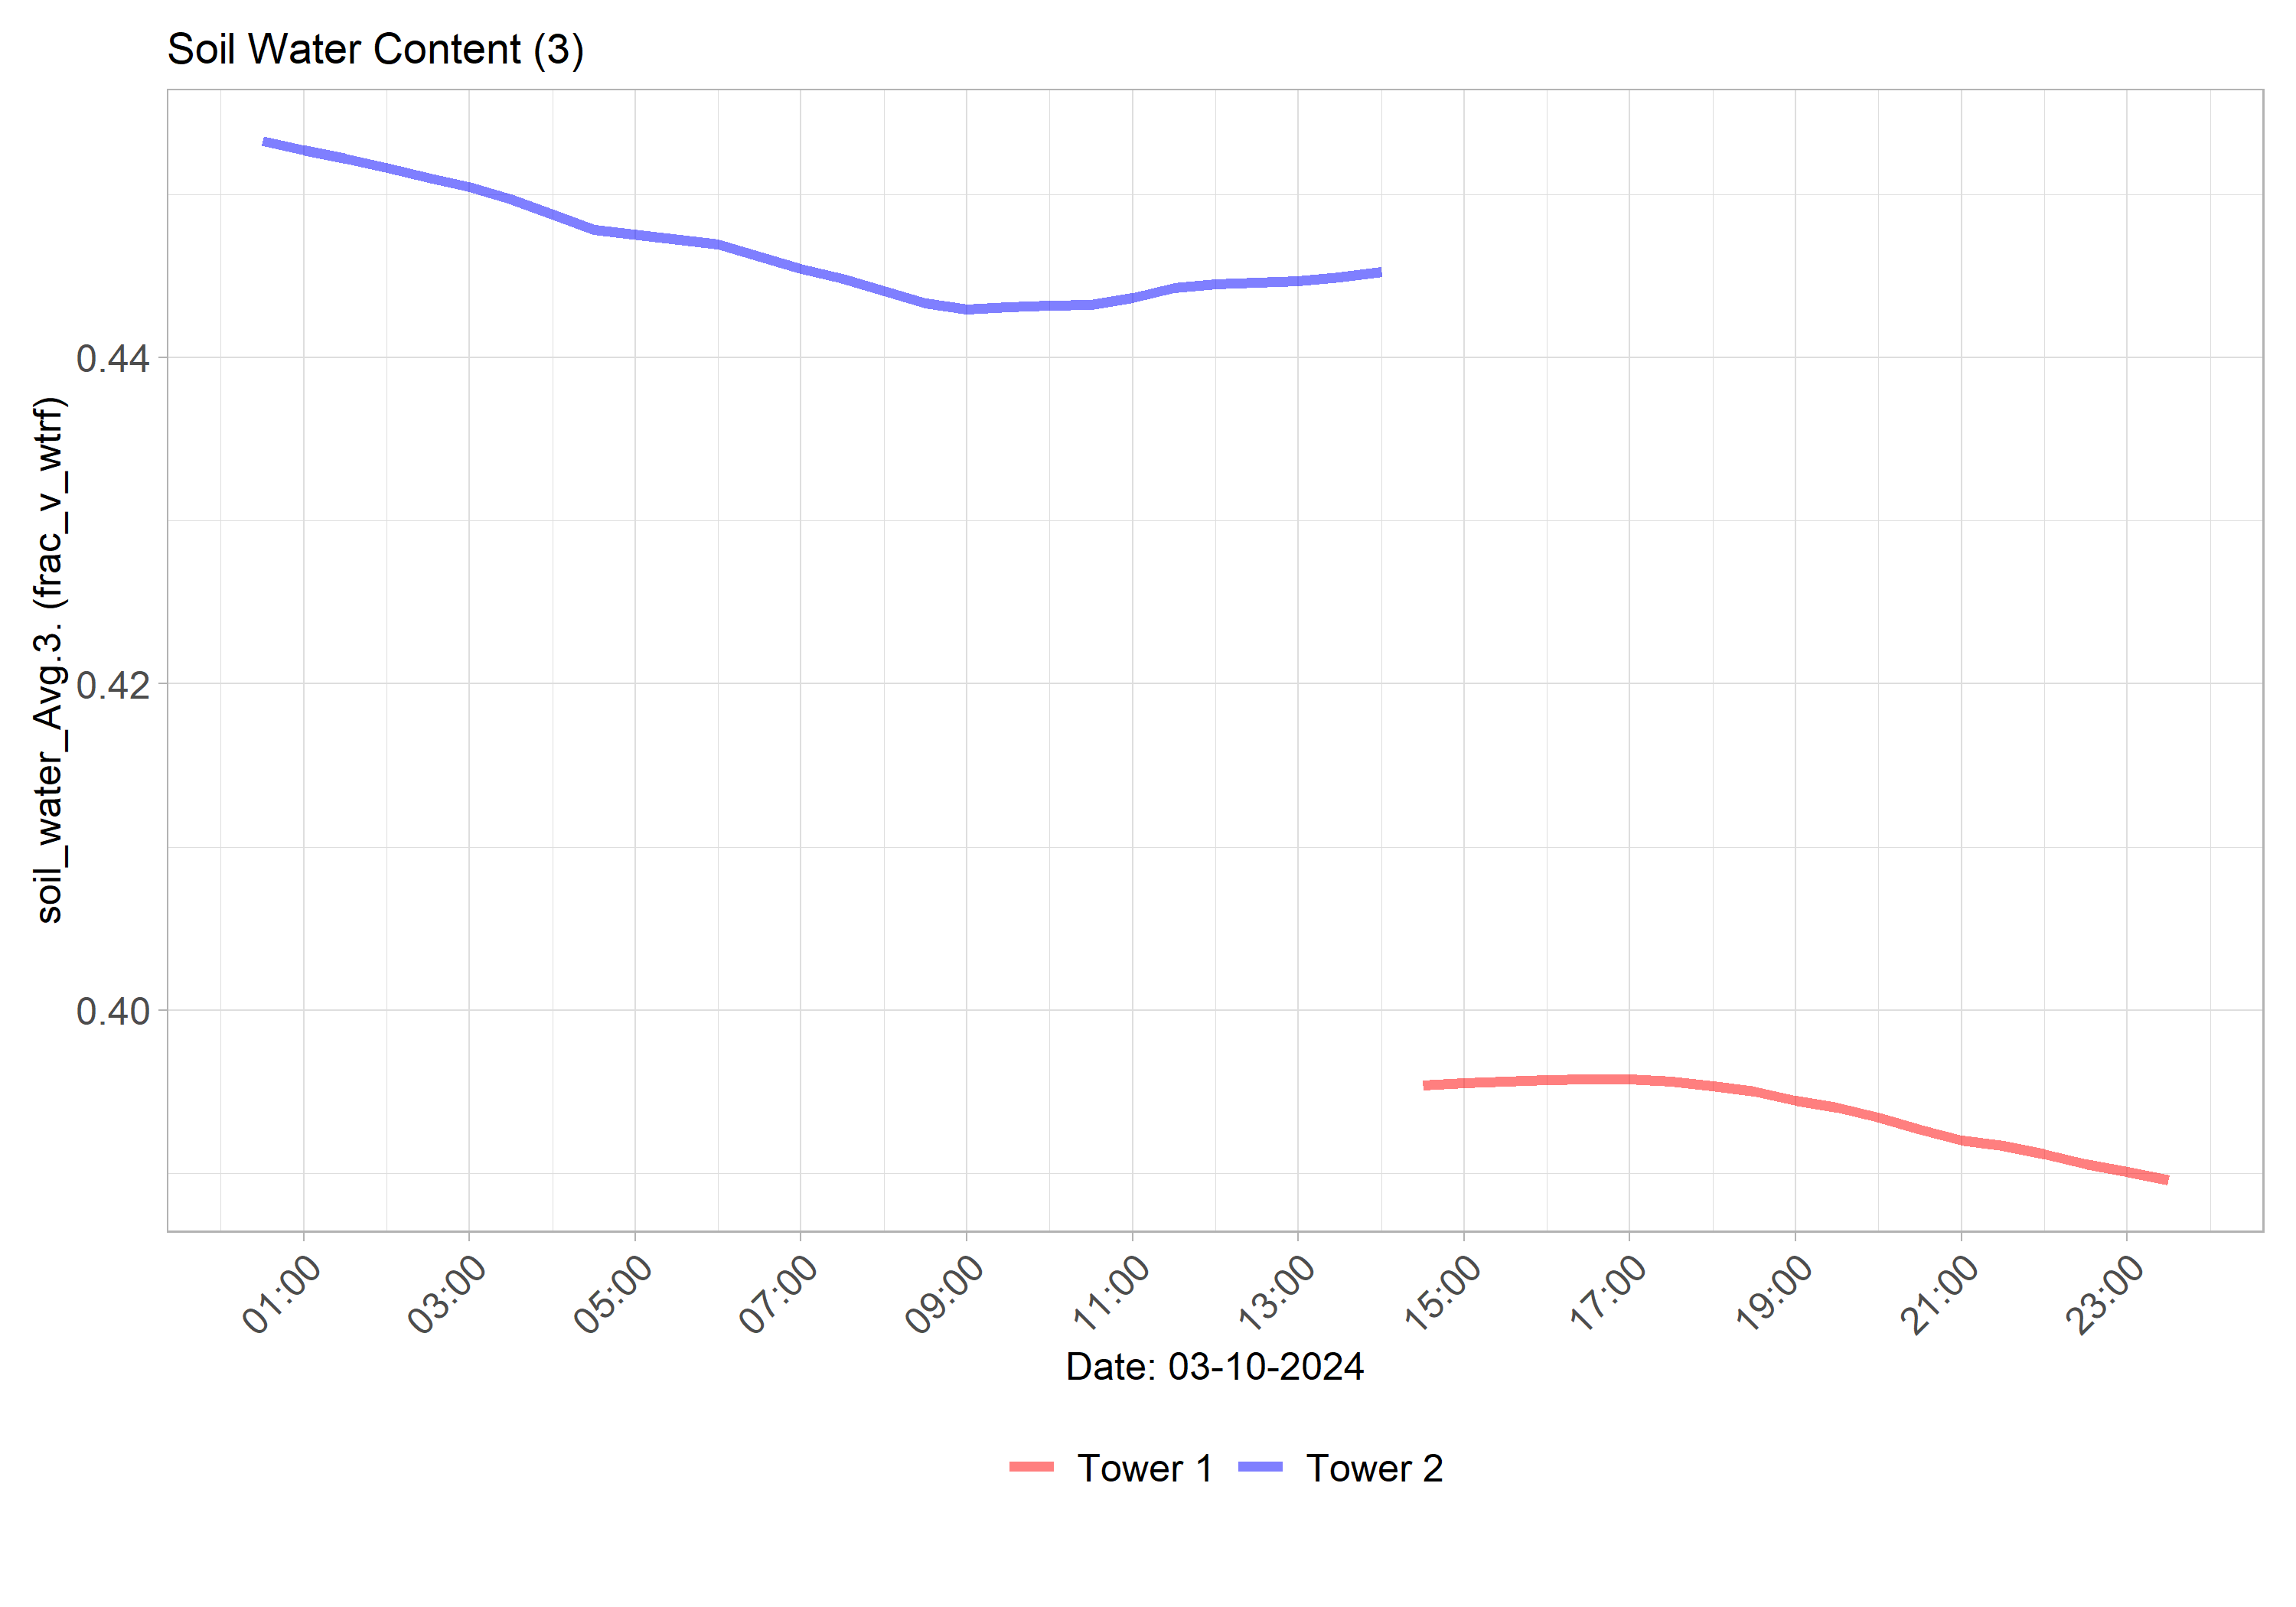 Soil Water Content (3)
soil_water_Avg.3. (frac_v_wtrf)
0.44
0.42
0.40
01:00 03:00 05:00 07:00 09:00 11:00 13:00 15:00 17:00 19:00 21:00 23:00
Date: 03-10-2024
Tower 1 Tower 2